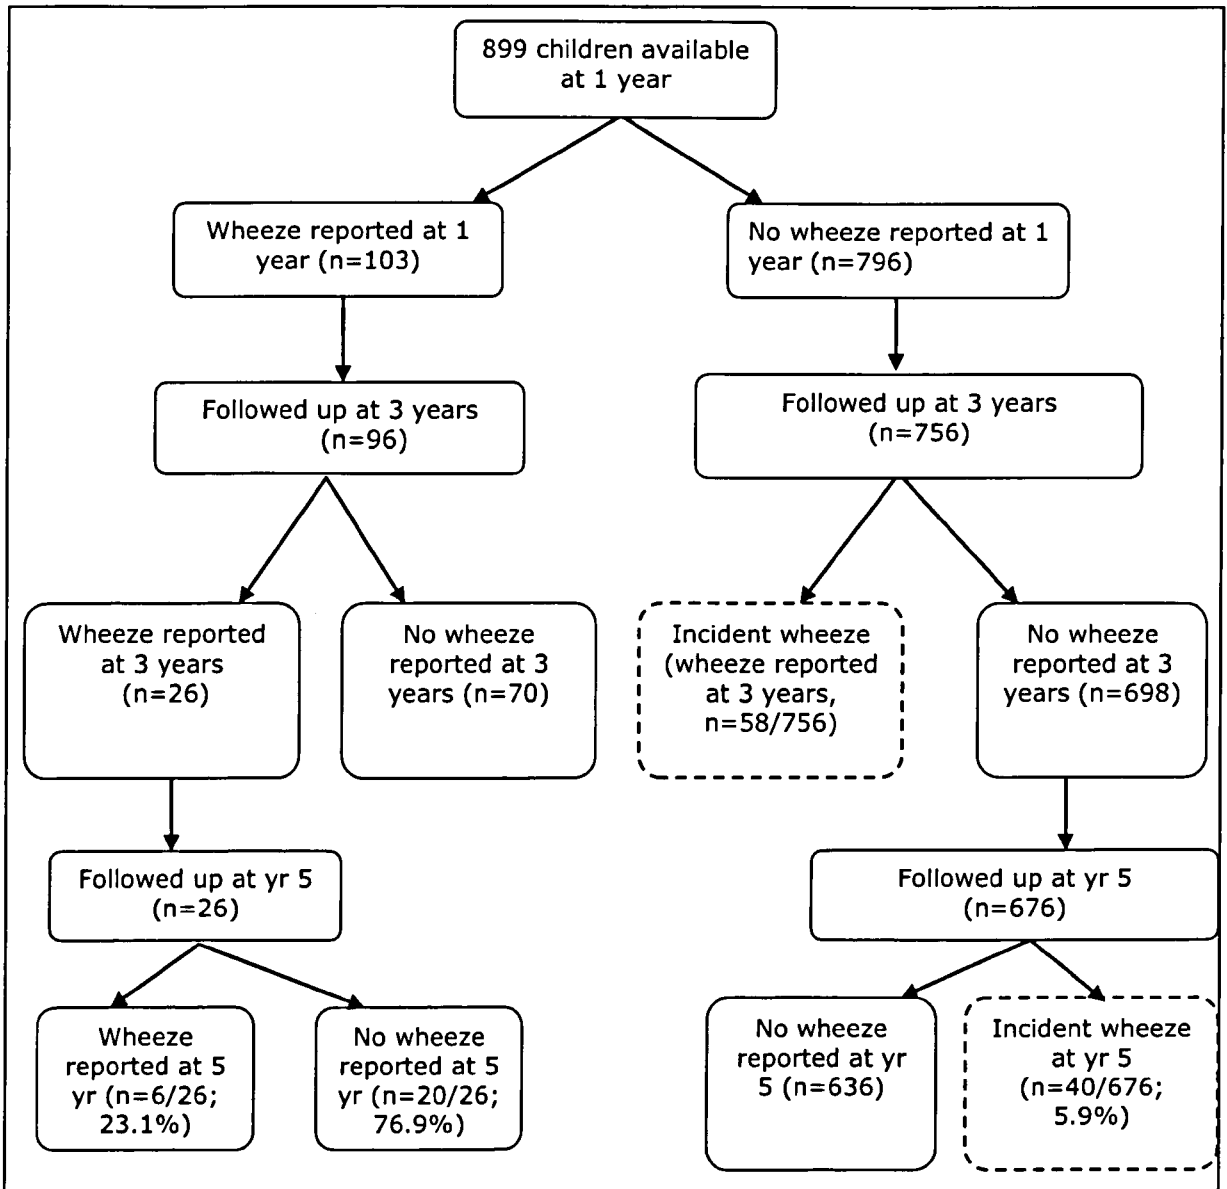 899 children available
at 1 year
Wheeze reported at 1
year (n=103)
No wheeze reported at 1
year (n=796)
Followed up at 3 years
(n=96)
Followed up at 3 years
(n=756)
Wheeze reported
at 3 years
(n=26)
No wheeze
reported at 3
years (n=70)
Incident wheeze
(wheeze reported
at 3 years,
n=58/756)
No wheeze
reported at 3
years (n=698)
Followed up at yr 5
(n=26)
Followed up at yr 5
(n=676)
Wheeze
reported at 5
yr (n=6/26;
23.1%)
No wheeze
reported at 5
yr (n=20/26;
76.9%)
No wheeze
reported at yr
5 (n=636)
Incident wheeze
at yr 5
(n=40/676;
5.9%)